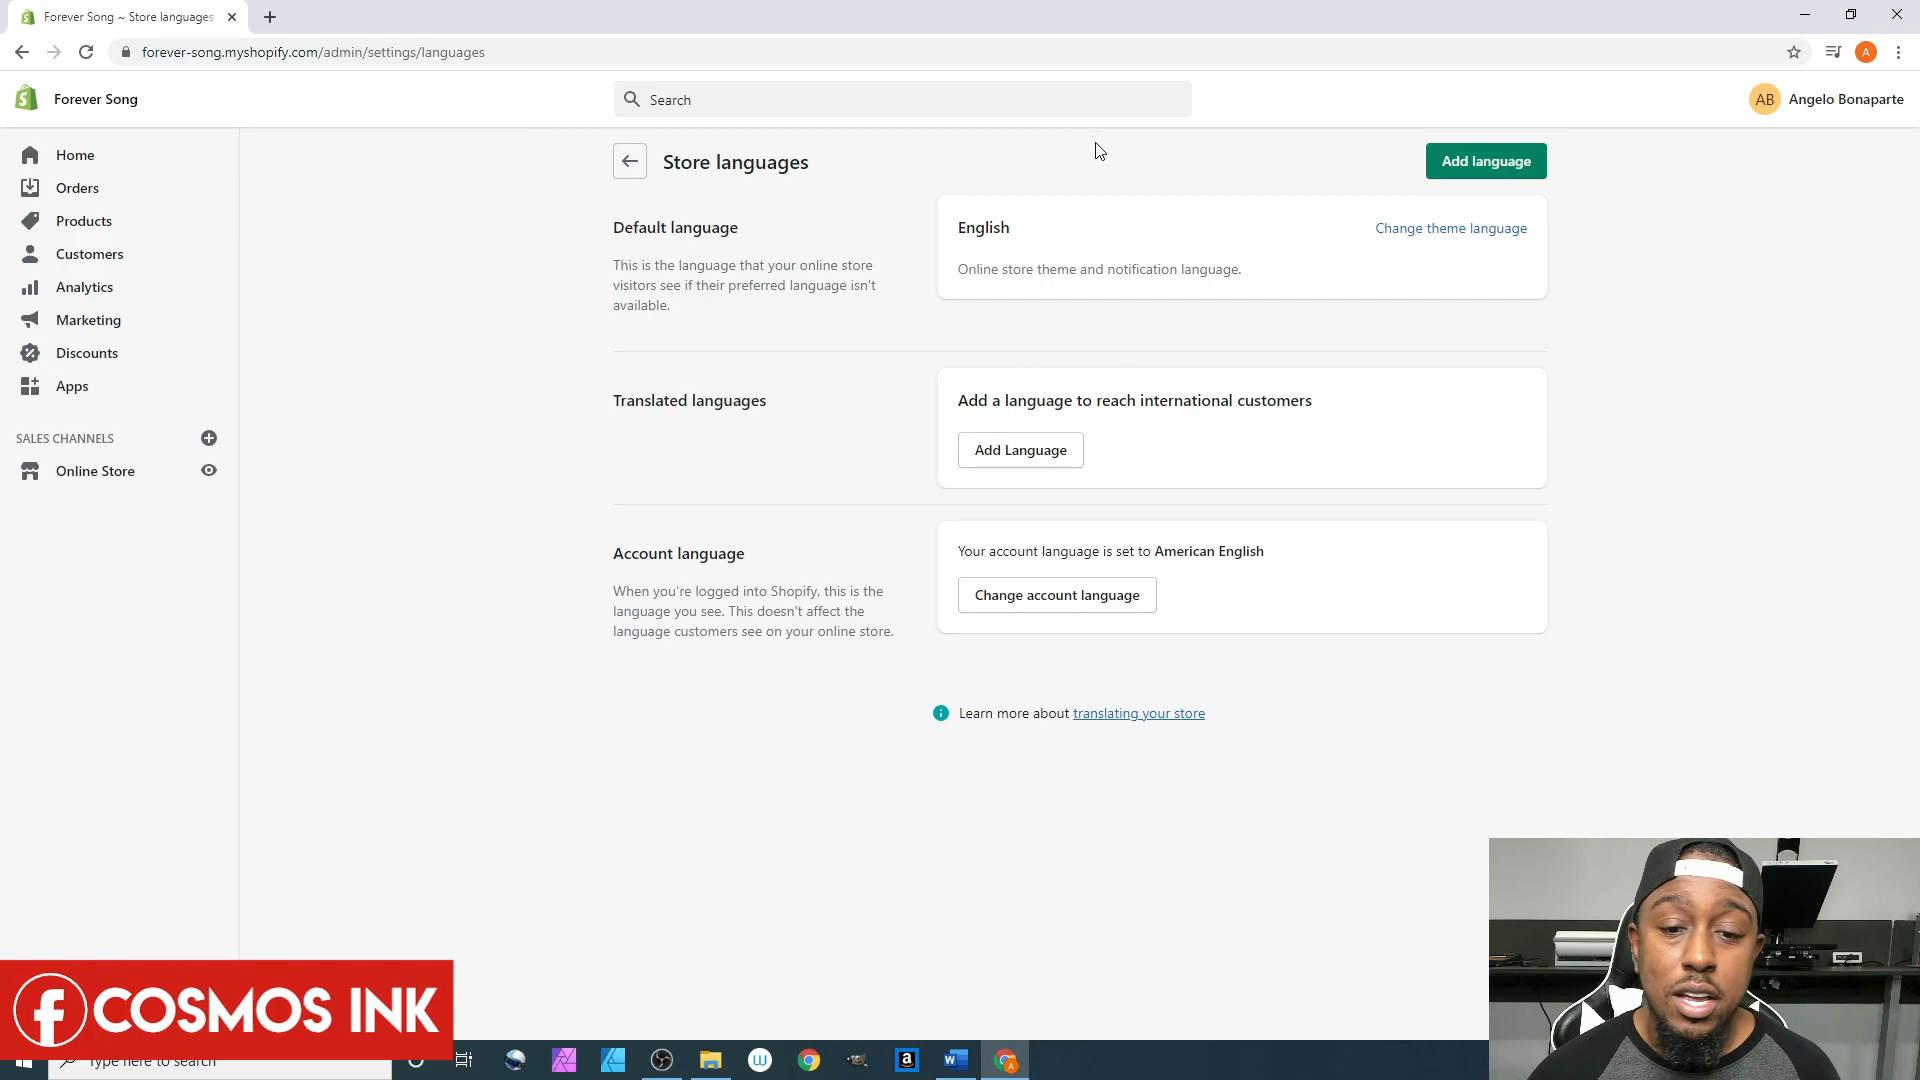 Forever Song ~ Store languages
forever-song.myshopify.com/admin/settings/languages
A
Forever Song
Search
AB
Angelo Bonaparte
Home
Orders
Products
Customers
Analytics
Marketing
Discounts
Apps
SALES CHANNELS
Online Store
Store languages
Add language
Default language
This is the language that your online store
visitors see if their preferred language isn't
available.
English
Change theme language
Online store theme and notification language.
Translated languages
Add a language to reach international customers
Add Language
Account language
When you're logged into Shopify, this is the
language you see. This doesn't affect the
language customers see on your online store.
Your account language is set to American English
Change account language
Learn more about translating your store
f COSMOS INK
Type here to search